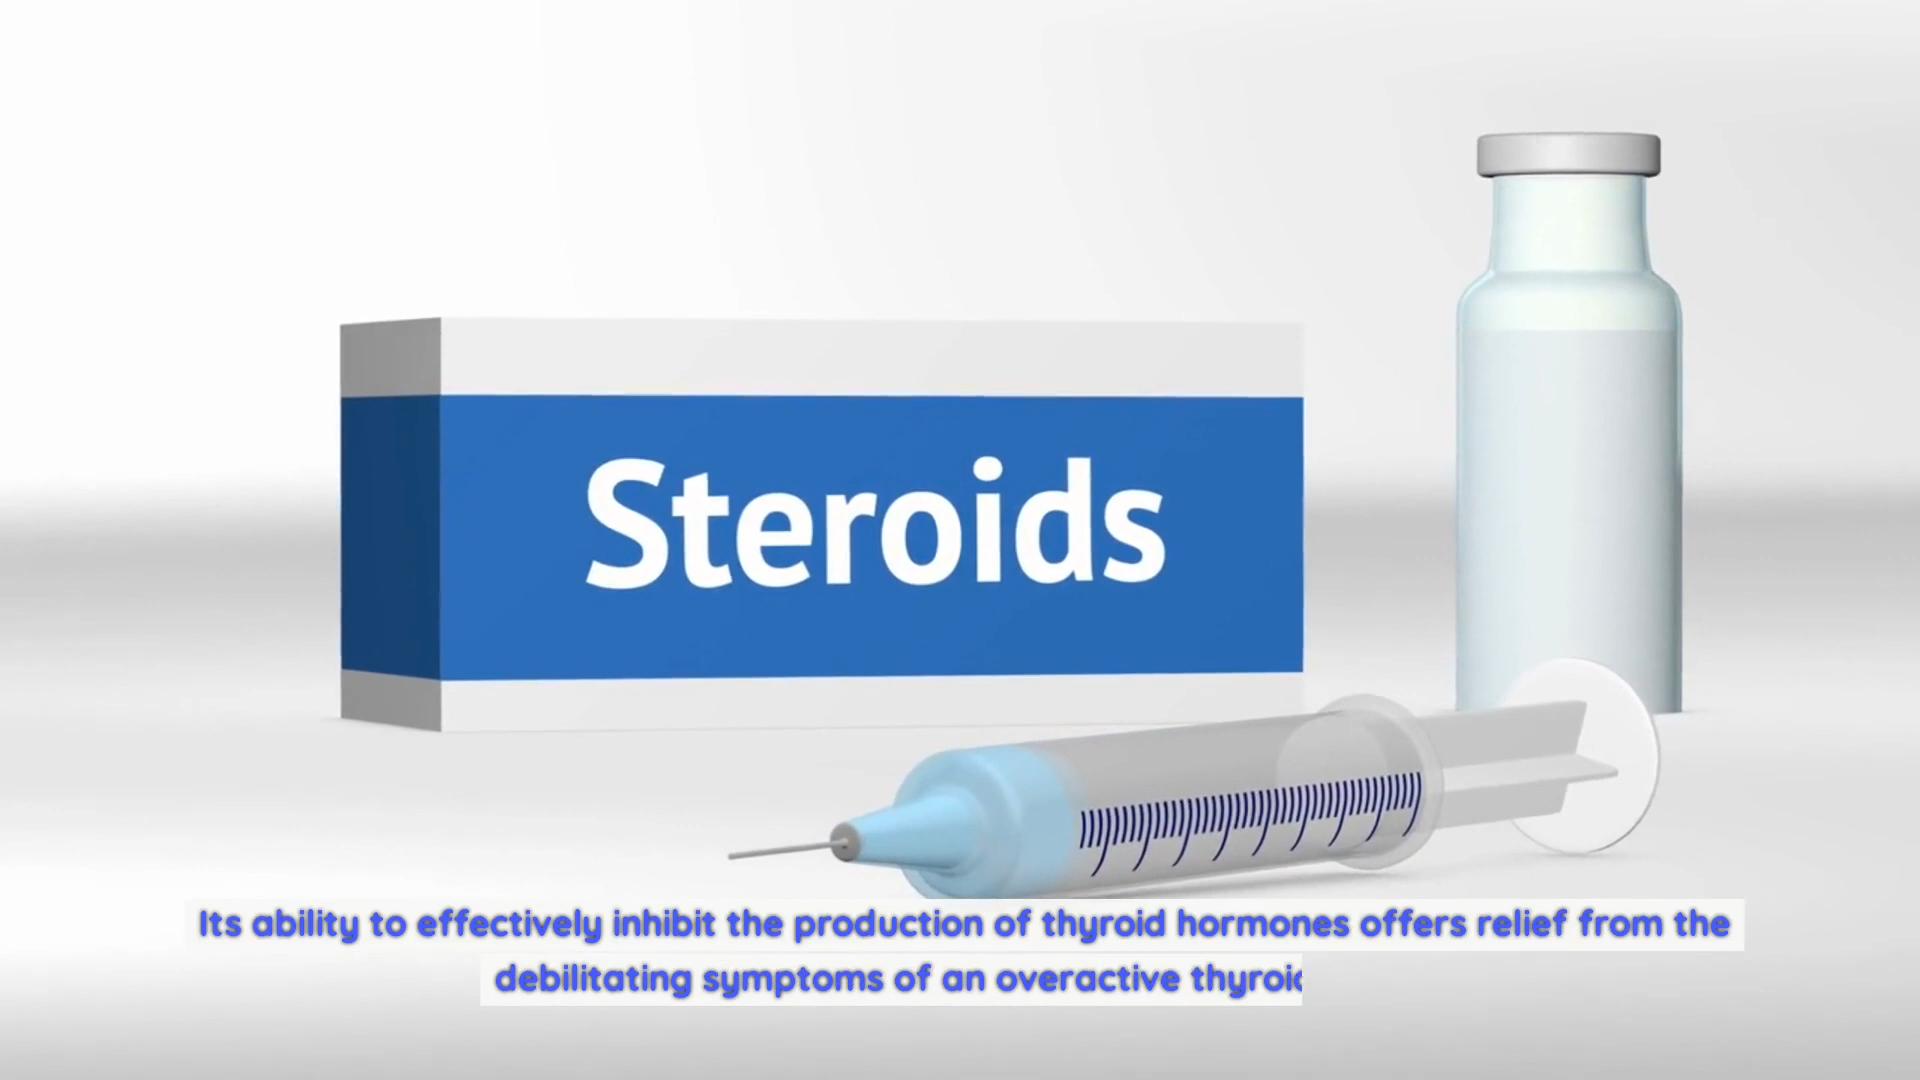 Steroids
Its ability to effectively inhibit the production of thyroid hormones offers relief from the
debilitating symptoms of an overactive thyroid